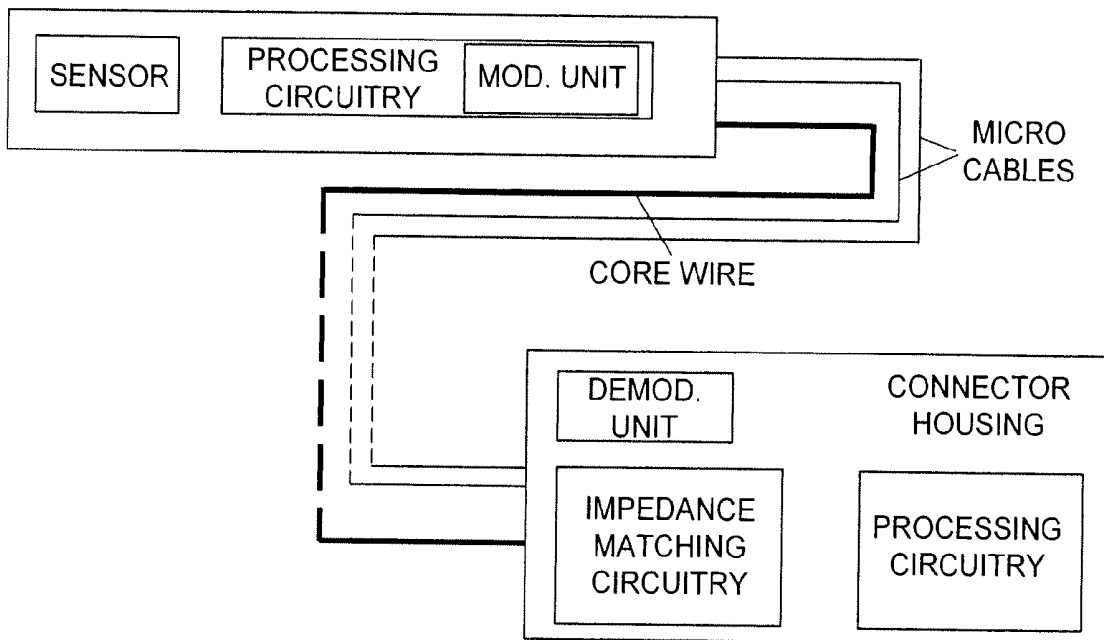 SENSOR
PROCESSING
CIRCUITRY
MOD. UNIT
MICRO
CABLES
CORE WIRE
DEMOD.
UNIT
CONNECTOR
HOUSING
IMPEDANCE
MATCHING
CIRCUITRY
PROCESSING
CIRCUITRY